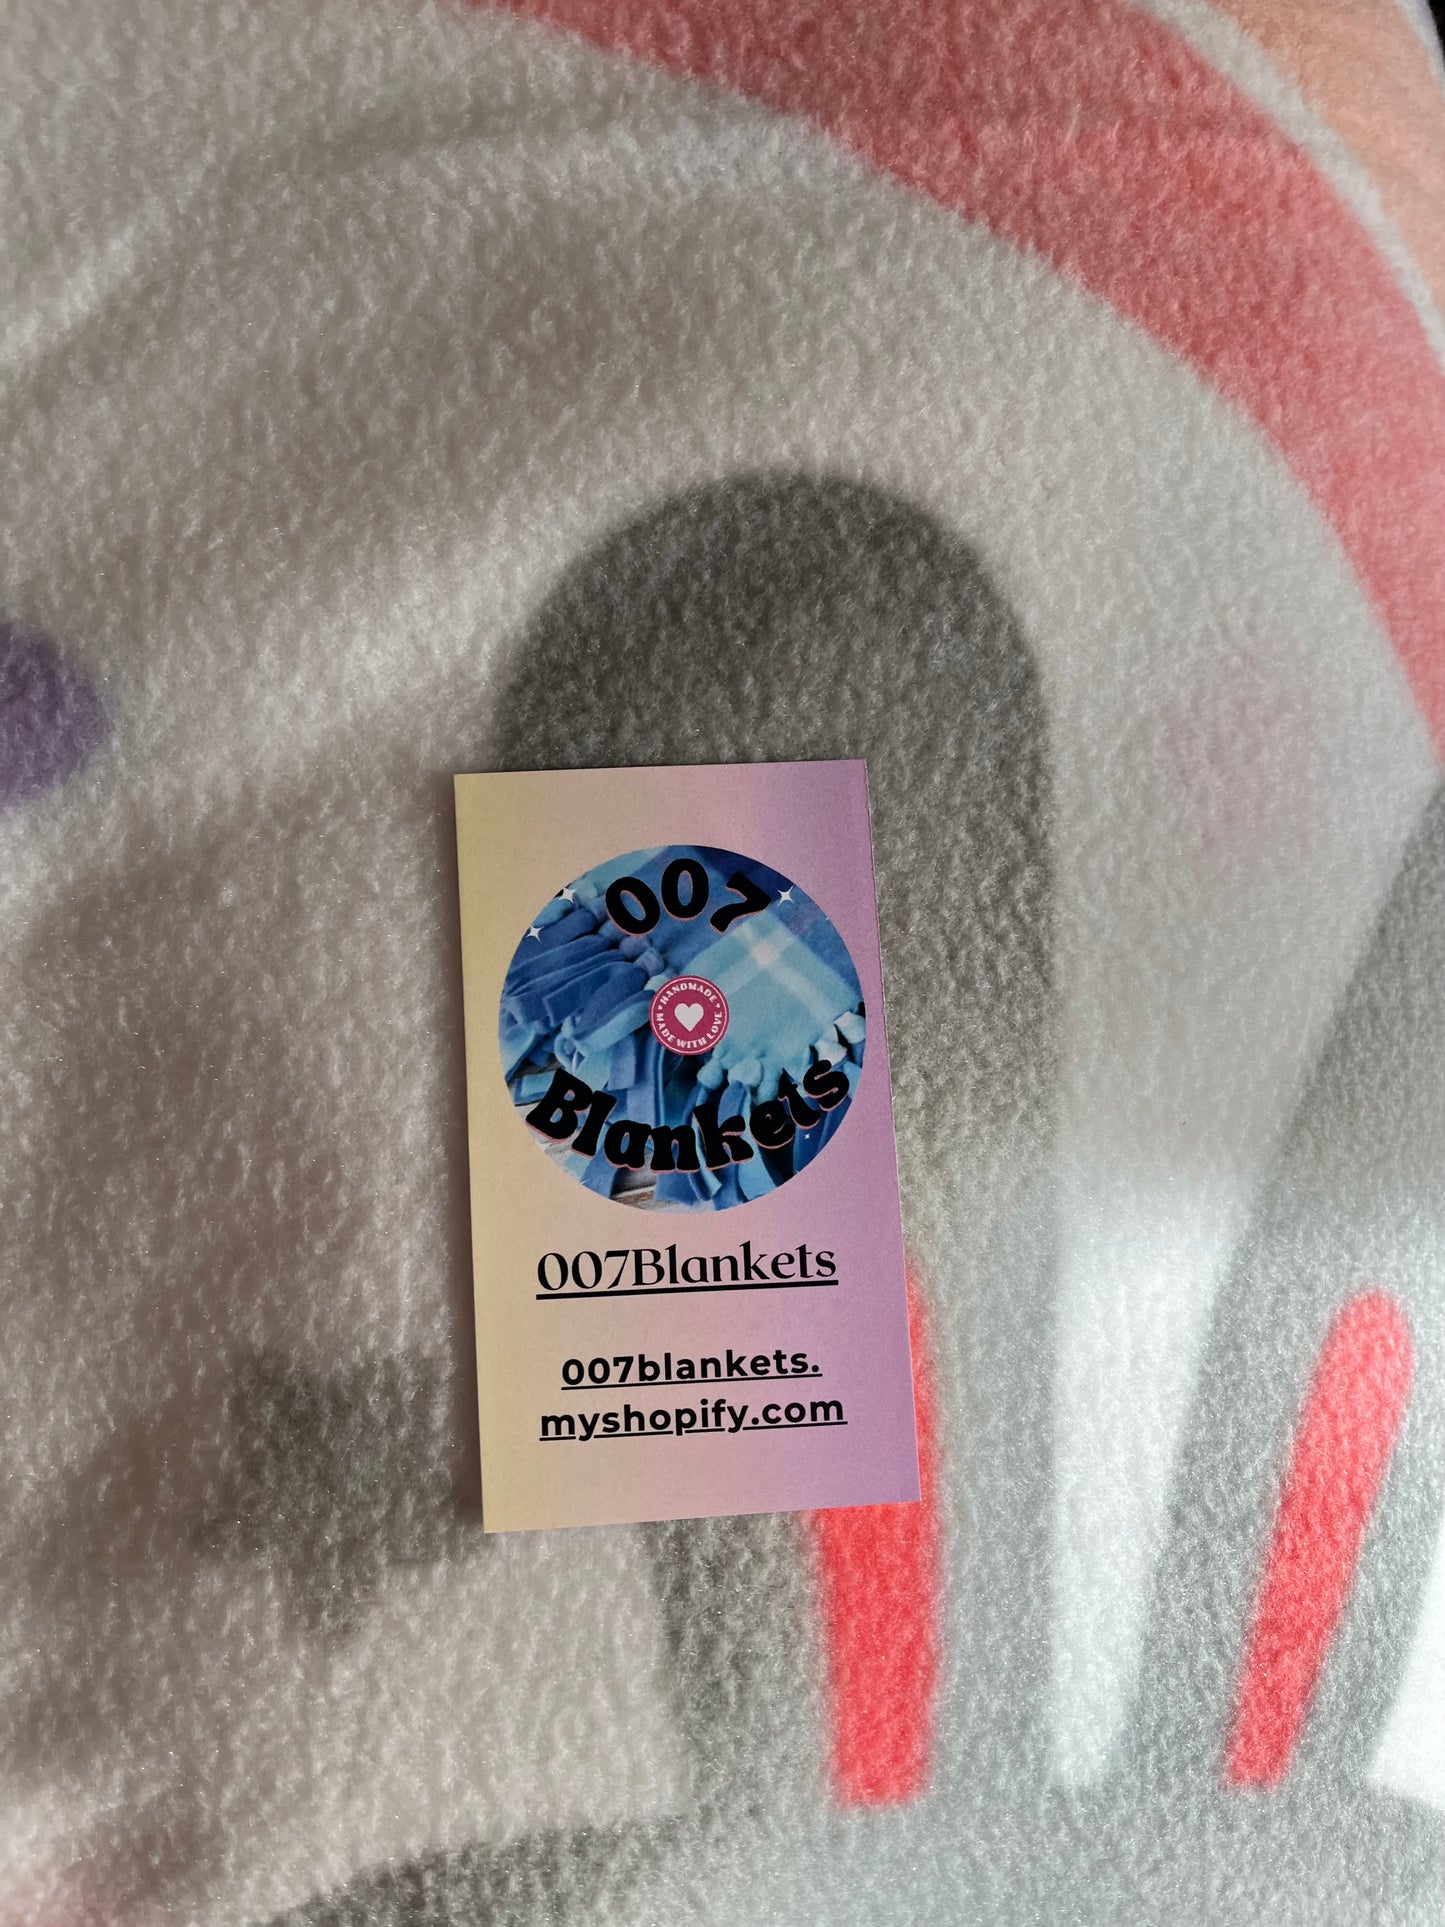 007
HANDMADE
MADE WITH LOVE
Blankets
007Blankets
007blankets.
myshopify.com